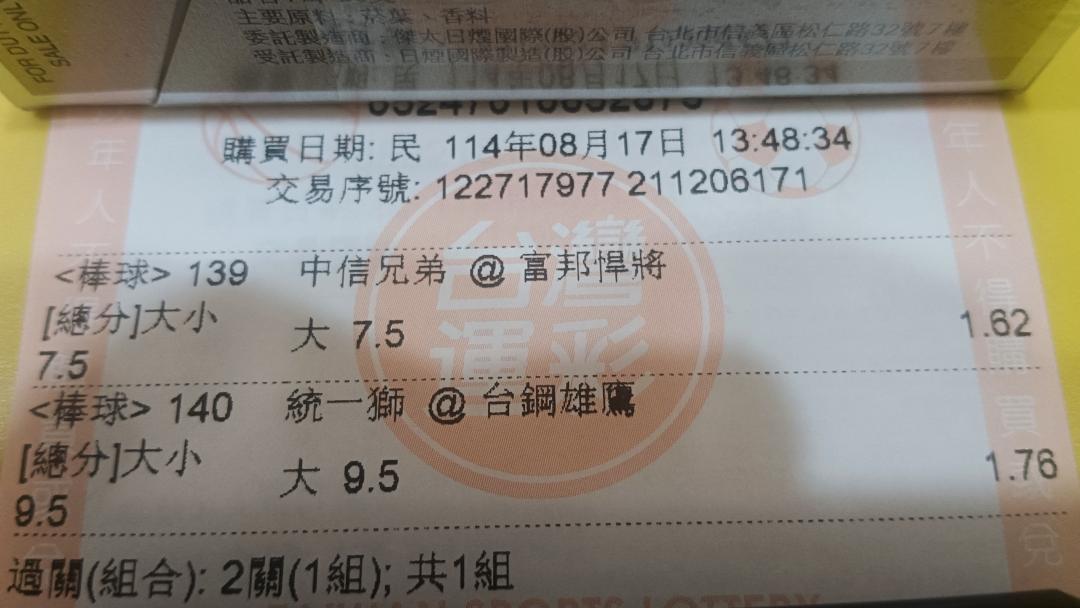 主要原料：菸葉、香料
委託製造商：傑太日煙國際(股)公司 台北市信義區松仁路32號7樓
受託製造商：日煙國際製造(股)公司 台北市信義區松仁路32號7樓
FOR DUT
SALE ONL
購買日期: 民 114年08月17日 13:48:34
交易序號: 122717977 211206171
台灣運彩
<棒球> 139 中信兄弟 @ 富邦悍將
[總分]大小 大 7.5 1.62
7.5
<棒球> 140 統一獅 @ 台鋼雄鷹
[總分]大小 大 9.5 1.76
9.5
過關(組合): 2關(1組); 共1組